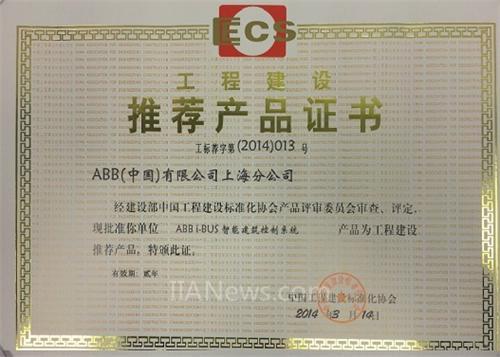 ECS
工程建设
推荐产品证书
工标荐字第(2014)013 号
ABB(中国)有限公司上海分公司
经建设部中国工程建设标准化协会产品评审委员会审查、评定,
现批准你单位 ABB i-BUS 智能建筑控制系统 产品为工程建设
推荐产品,特颁此证。
有效期: 贰年
IIANews.com
中国工程建设标准化协会
2014 年 3 月 14 日